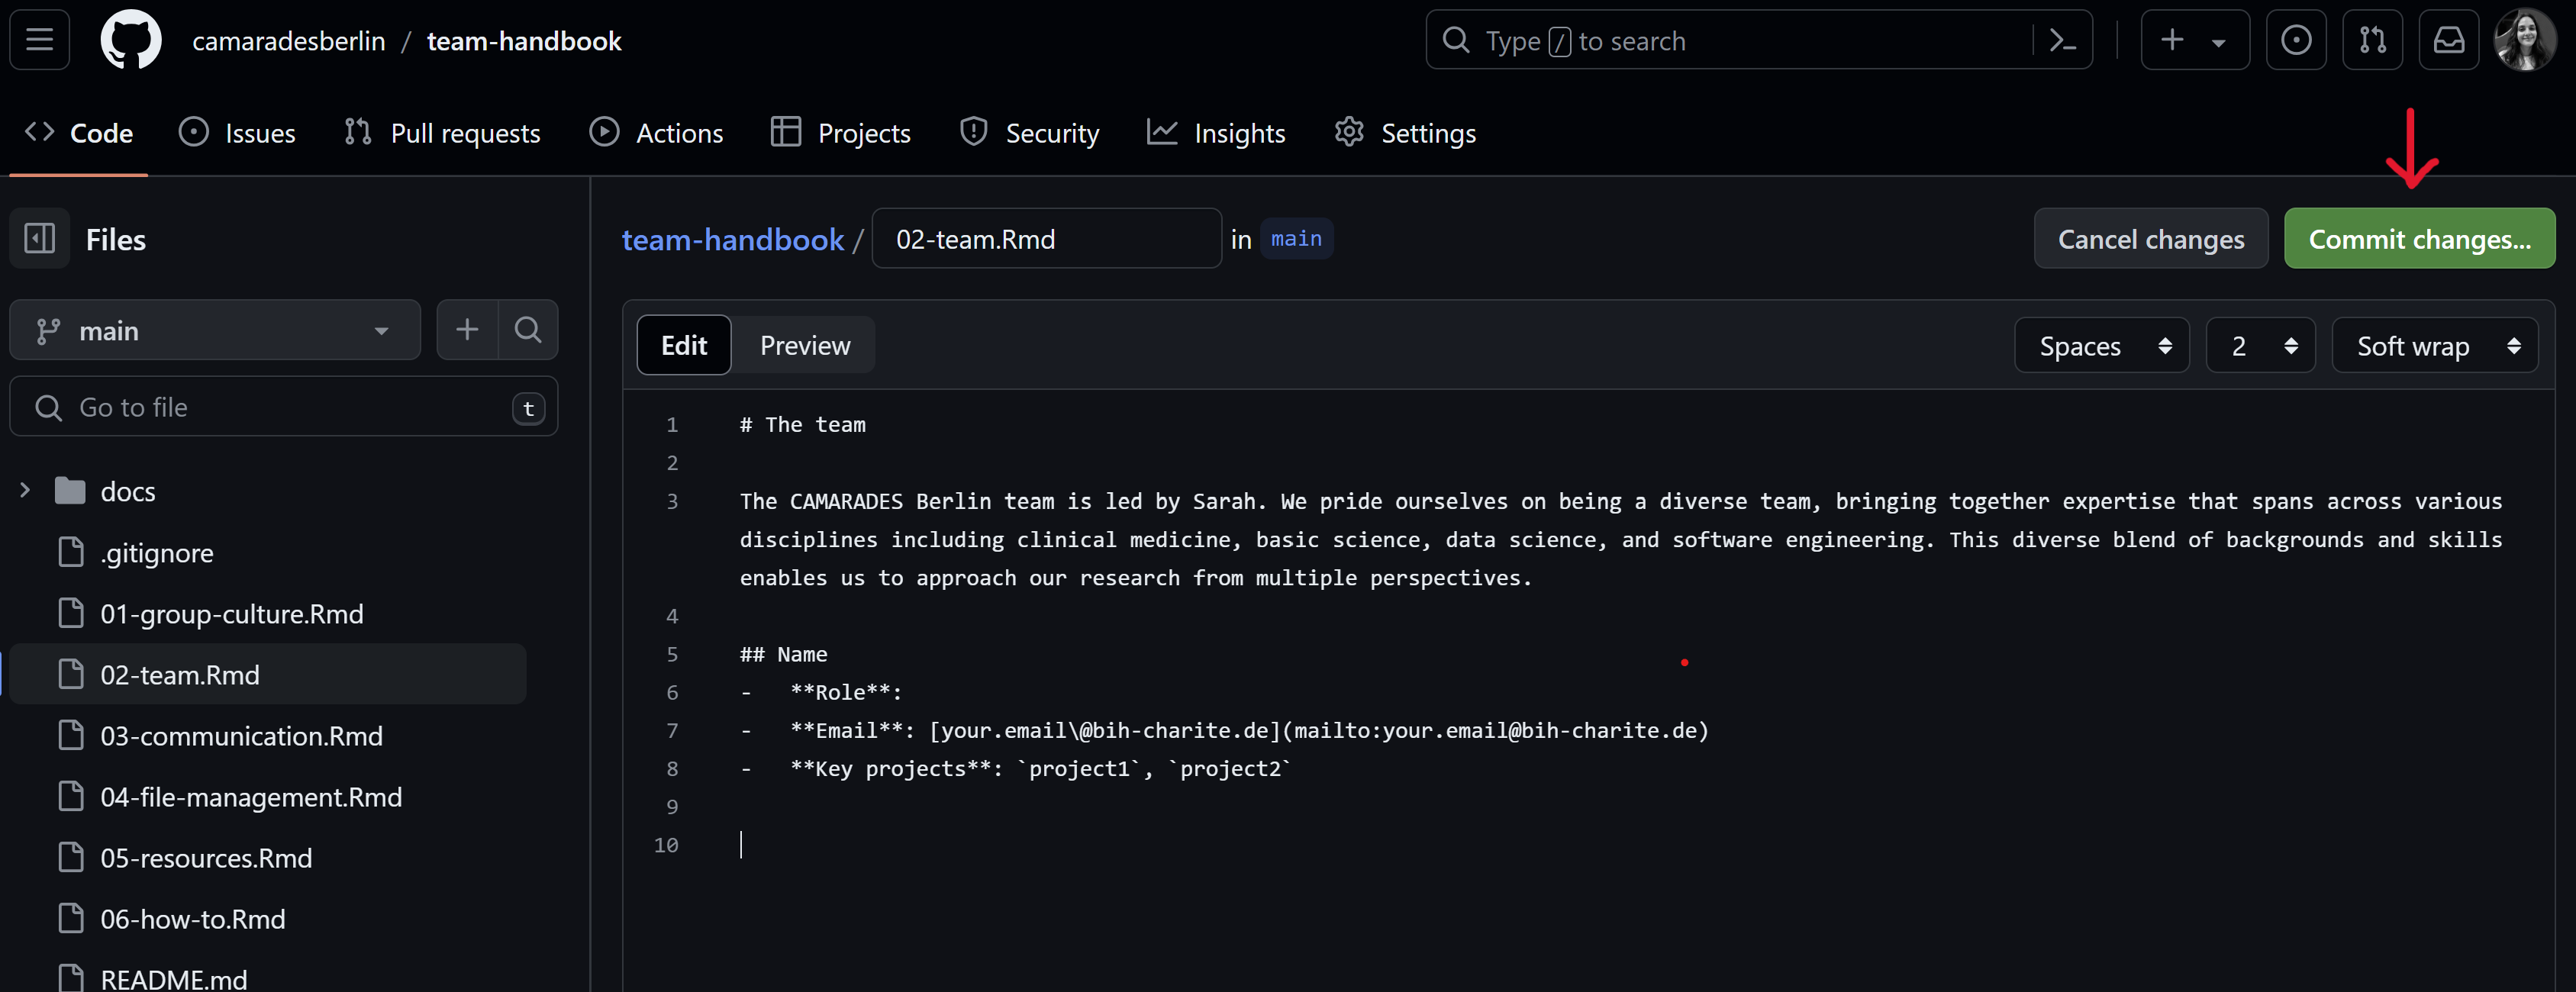 camaradesberlin / team-handbook
Type / to search
Code
Issues
Pull requests
Actions
Projects
Security
Insights
Settings
Files
main
Go to file
t
docs
.gitignore
01-group-culture.Rmd
02-team.Rmd
03-communication.Rmd
04-file-management.Rmd
05-resources.Rmd
06-how-to.Rmd
README.md
team-handbook / 02-team.Rmd in main
Cancel changes
Commit changes...
Edit
Preview
Spaces
2
Soft wrap
1 # The team
2
3 The CAMARADES Berlin team is led by Sarah. We pride ourselves on being a diverse team, bringing together expertise that spans across various
disciplines including clinical medicine, basic science, data science, and software engineering. This diverse blend of backgrounds and skills
enables us to approach our research from multiple perspectives.
4
5 ## Name
6 -   **Role**:
7 -   **Email**: [your.email\@bih-charite.de](mailto:your.email@bih-charite.de)
8 -   **Key projects**: `project1`, `project2`
9
10